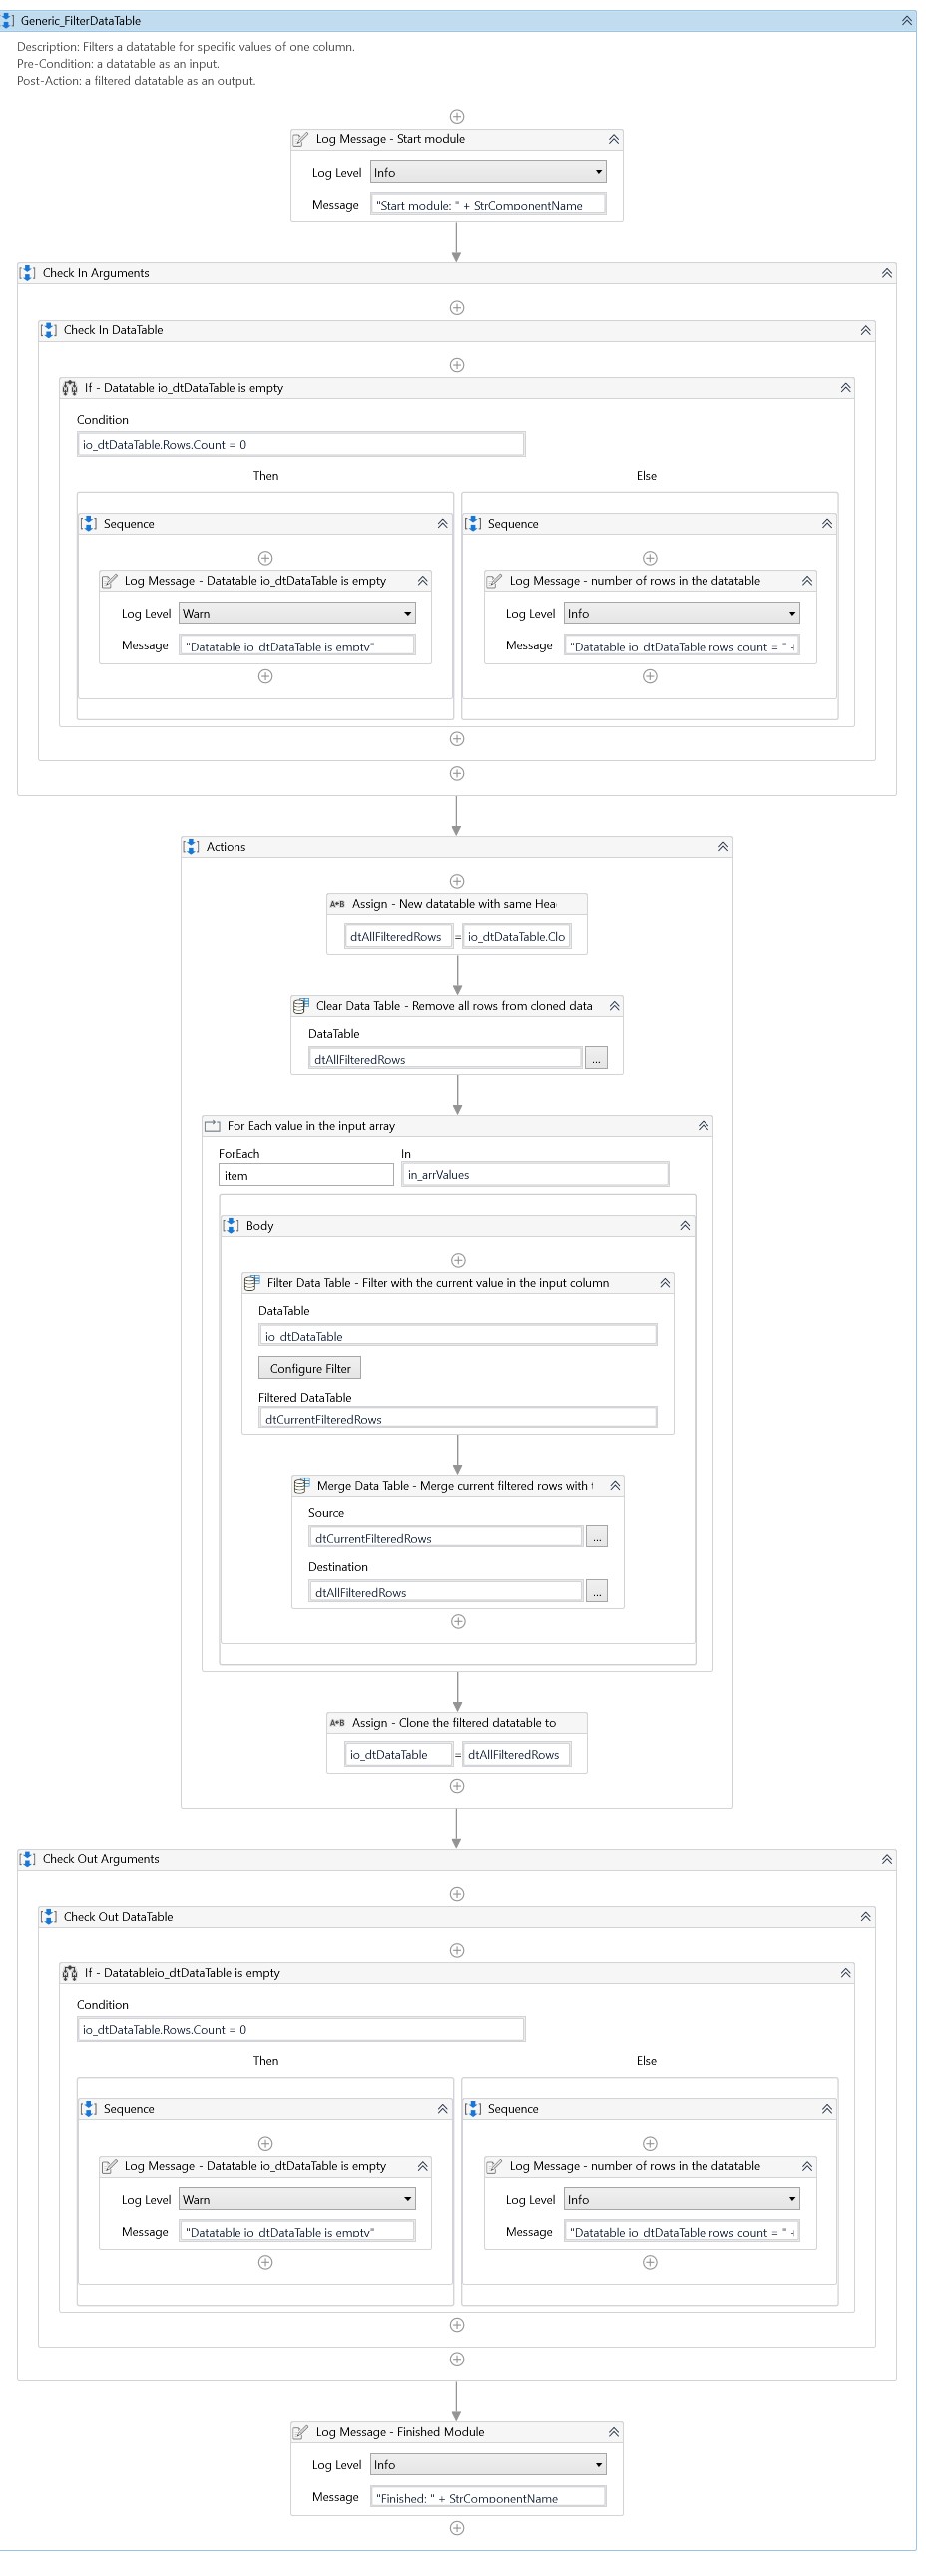 Generic_FilterDataTable
Description: Filters a datatable for specific values of one column.
Pre-Condition: a datatable as an input.
Post-Action: a filtered datatable as an output.
Log Message - Start module
Log Level Info
Message "Start module: " + StrComponentName
Check In Arguments
Check In DataTable
If - Datatable io_dtDataTable is empty
Condition
io_dtDataTable.Rows.Count = 0
Then Else
Sequence Sequence
Log Message - Datatable io_dtDataTable is empty Log Message - number of rows in the datatable
Log Level Warn Log Level Info
Message "Datatable io_dtDataTable is empty" Message "Datatable io_dtDataTable rows count = " +
Actions
A*B Assign - New datatable with same Hea
dtAllFilteredRows = io_dtDataTable.Clo
Clear Data Table - Remove all rows from cloned data
DataTable
dtAllFilteredRows ...
For Each value in the input array
ForEach In
item in_arrValues
Body
Filter Data Table - Filter with the current value in the input column
DataTable
io_dtDataTable
Configure Filter
Filtered DataTable
dtCurrentFilteredRows
Merge Data Table - Merge current filtered rows with
Source
dtCurrentFilteredRows ...
Destination
dtAllFilteredRows ...
A*B Assign - Clone the filtered datatable to
io_dtDataTable = dtAllFilteredRows
Check Out Arguments
Check Out DataTable
If - Datatableio_dtDataTable is empty
Condition
io_dtDataTable.Rows.Count = 0
Then Else
Sequence Sequence
Log Message - Datatable io_dtDataTable is empty Log Message - number of rows in the datatable
Log Level Warn Log Level Info
Message "Datatable io_dtDataTable is empty" Message "Datatable io_dtDataTable rows count = " +
Log Message - Finished Module
Log Level Info
Message "Finished: " + StrComponentName